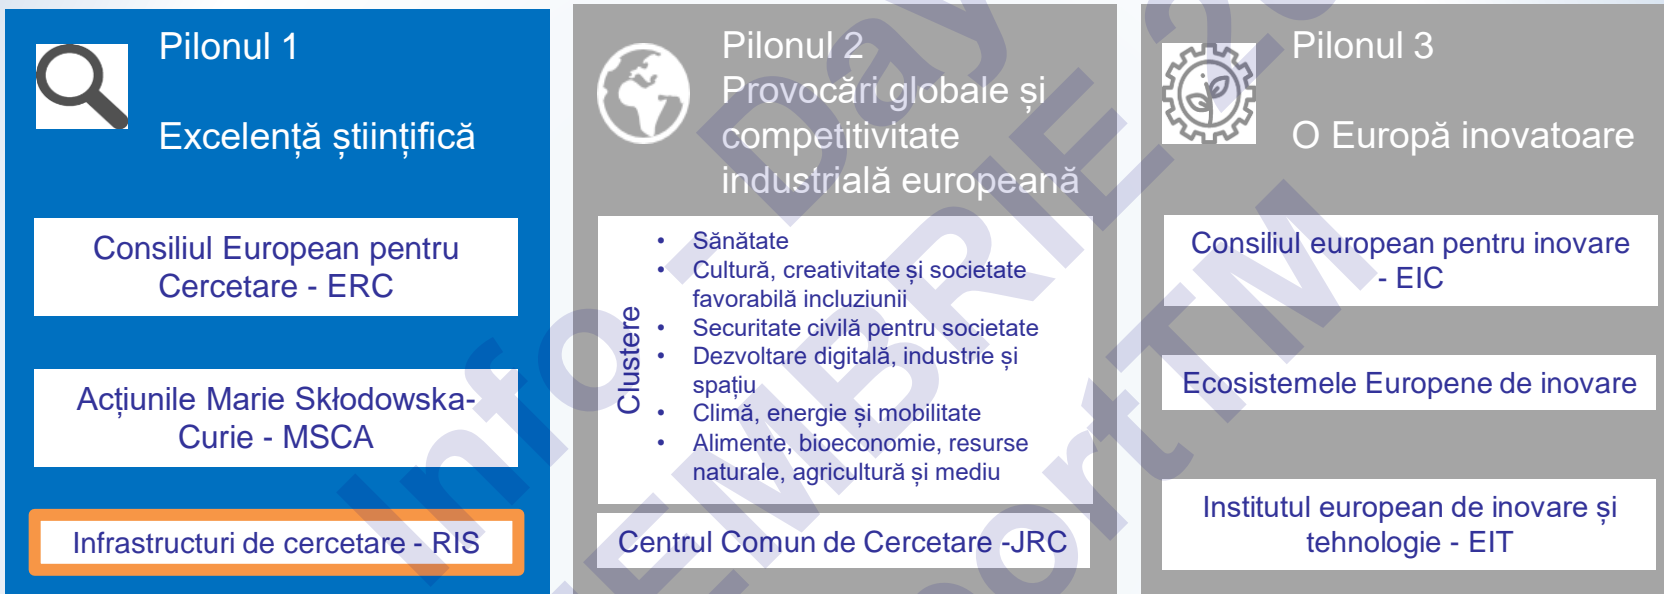 Pilonul 1
Excelență științifică
Consiliul European pentru
Cercetare - ERC
Acțiunile Marie Skłodowska-
Curie - MSCA
Infrastructuri de cercetare - RIS
Pilonul 2
Provocări globale și
competitivitate
industrială europeană
Clustere
• Sănătate
• Cultură, creativitate și societate
favorabilă incluziunii
• Securitate civilă pentru societate
• Dezvoltare digitală, industrie și
spațiu
• Climă, energie și mobilitate
• Alimente, bioeconomie, resurse
naturale, agricultură și mediu
Centrul Comun de Cercetare -JRC
Pilonul 3
O Europă inovatoare
Consiliul european pentru inovare
- EIC
Ecosistemele Europene de inovare
Institutul european de inovare și
tehnologie - EIT
Info - Day